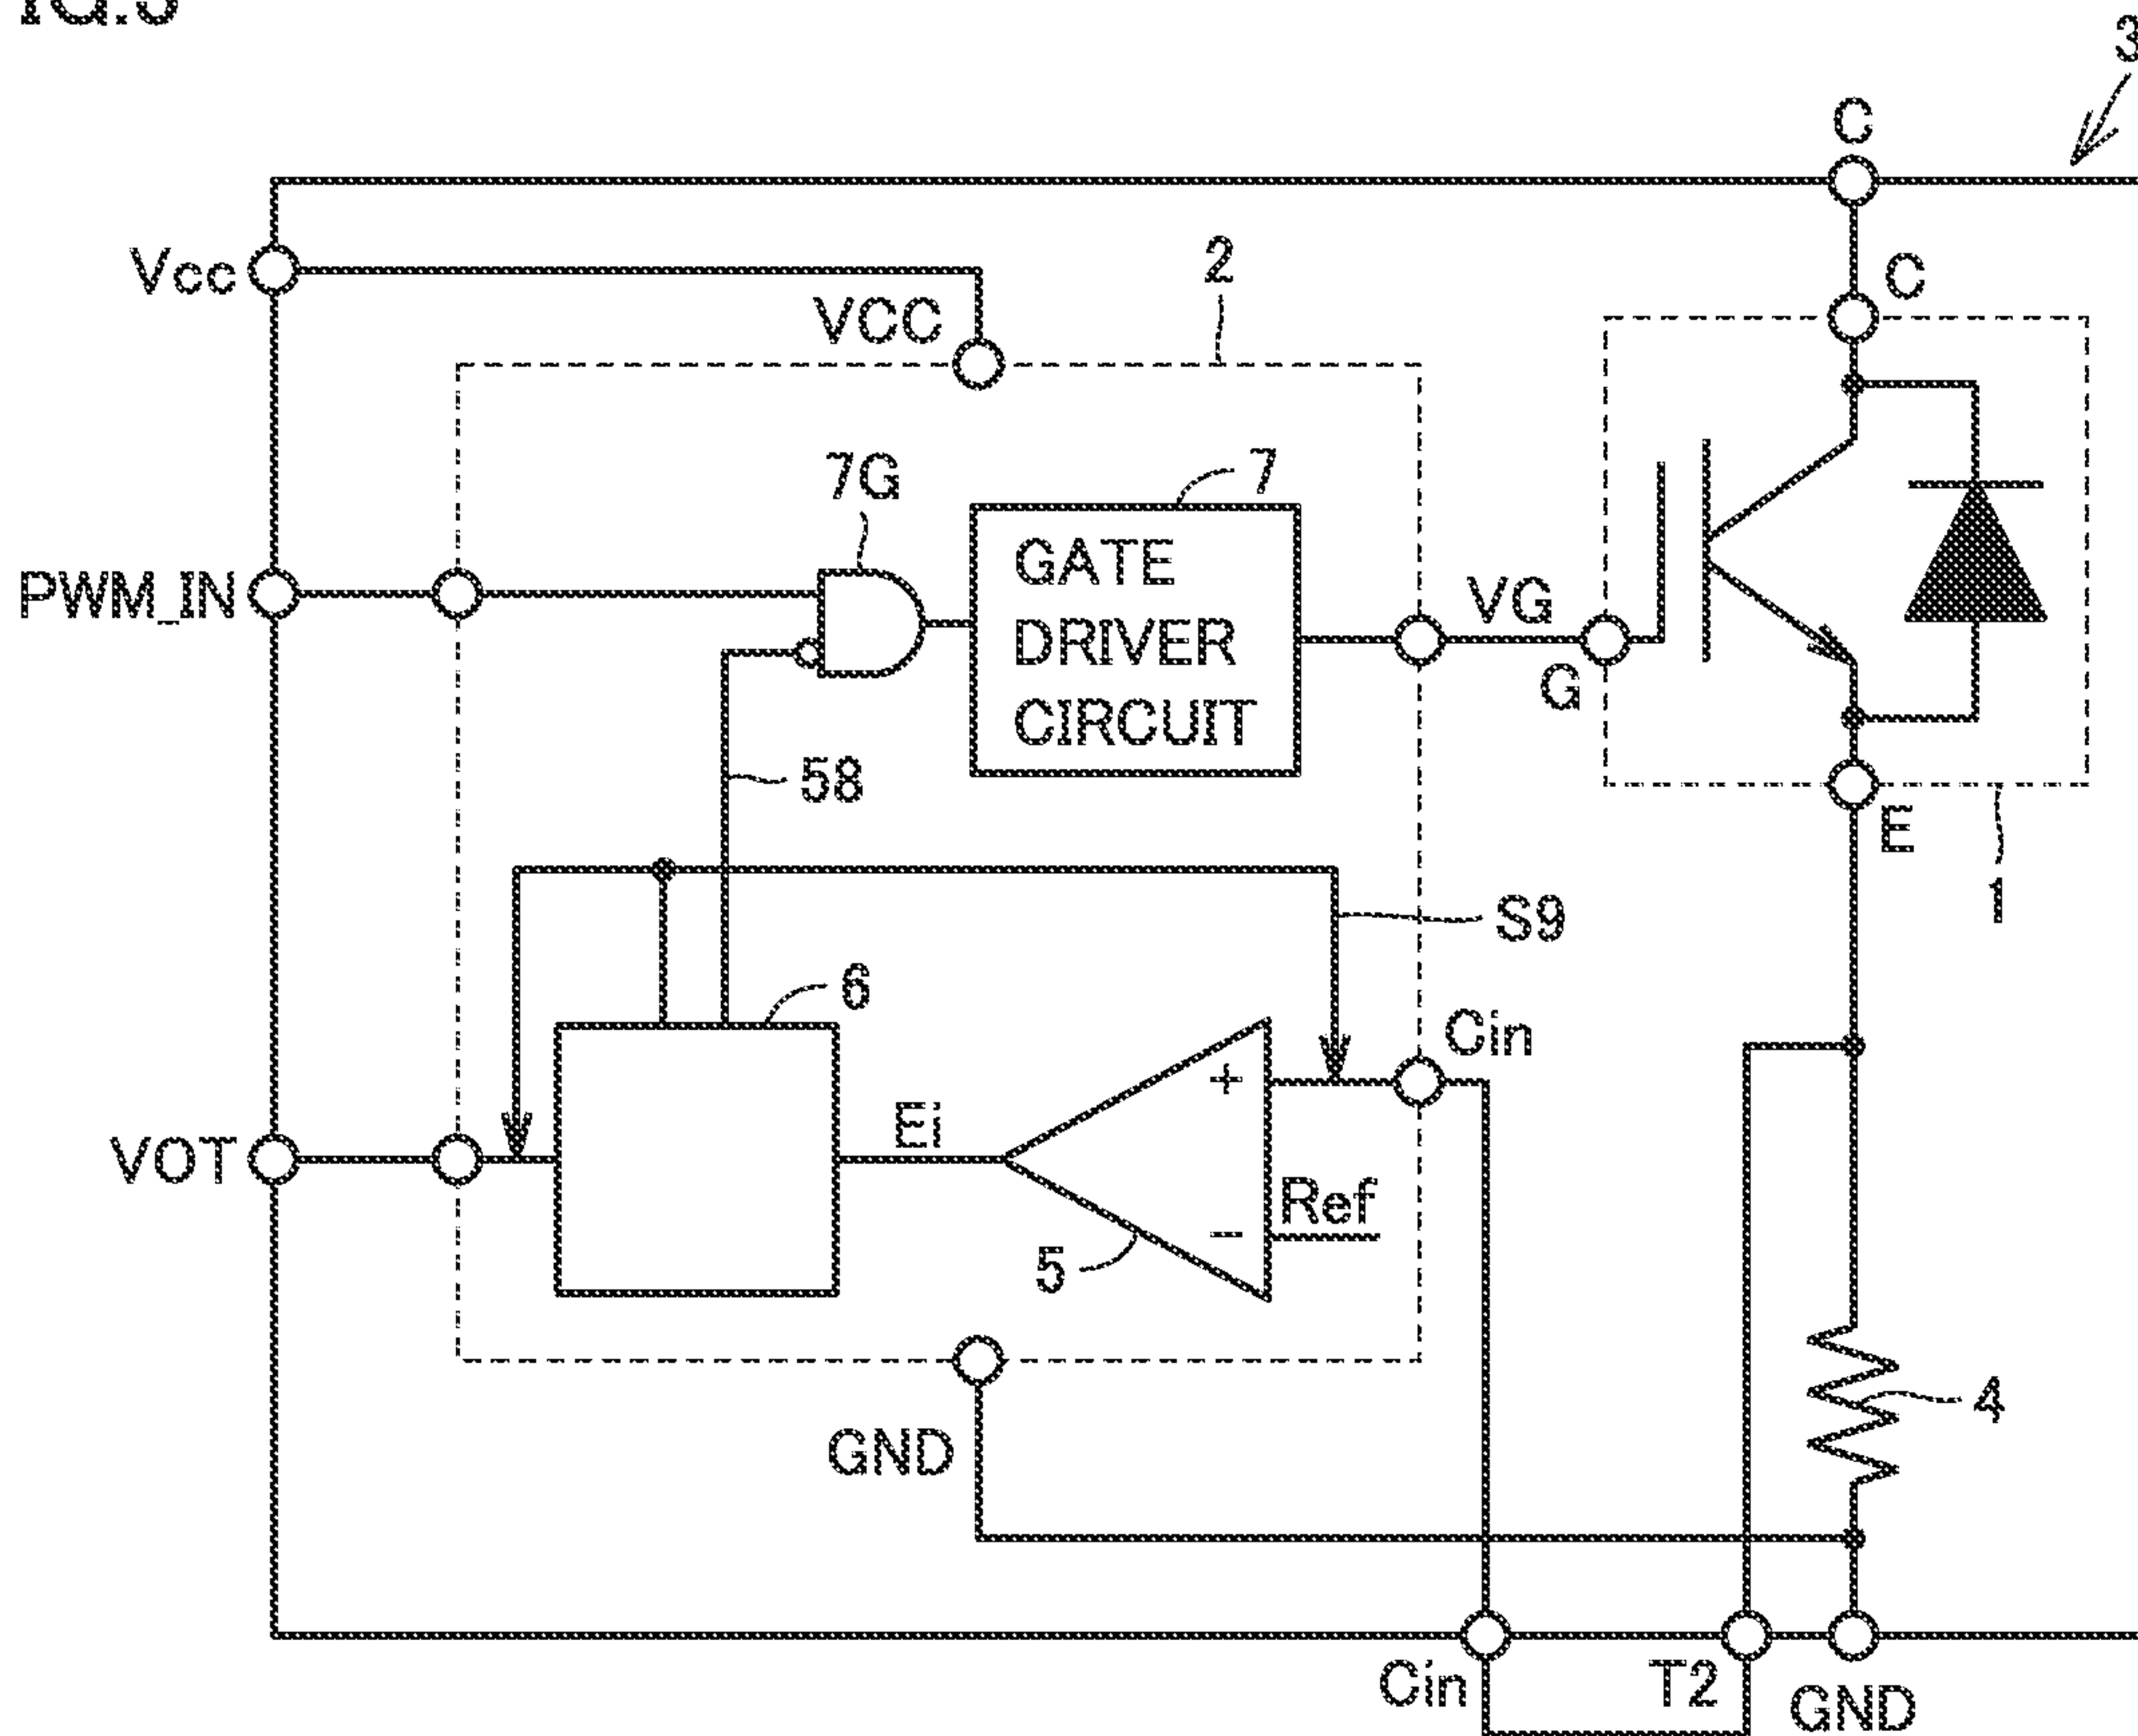 3
C
Vcc
2
C
VCC
7G
7
GATE
DRIVER
CIRCUIT
PWM_IN
VG
G
58
E
1
S9
6
Cin
Ei
+
VOT
Ref
-
5
4
GND
Cin
T2
GND